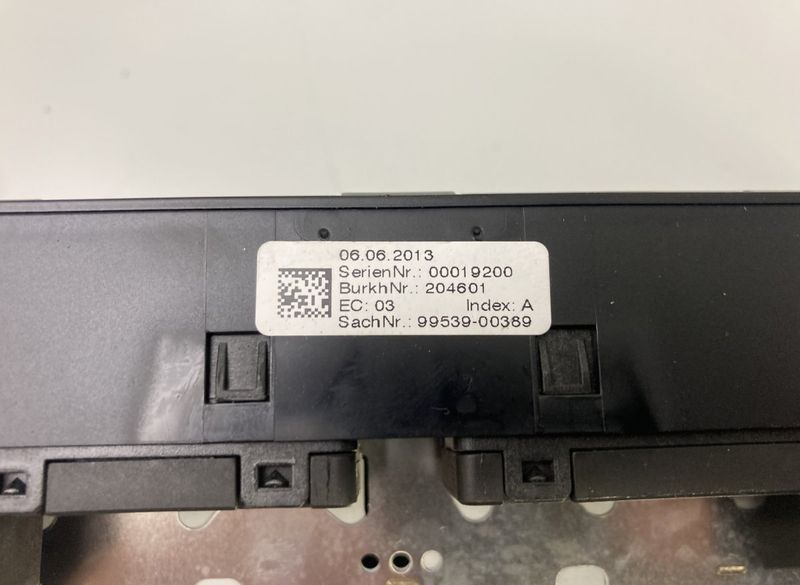 06.06.2013
SerienNr.: 00019200
BurkhNr.: 204601
EC: 03 Index: A
SachNr.: 99539-00389